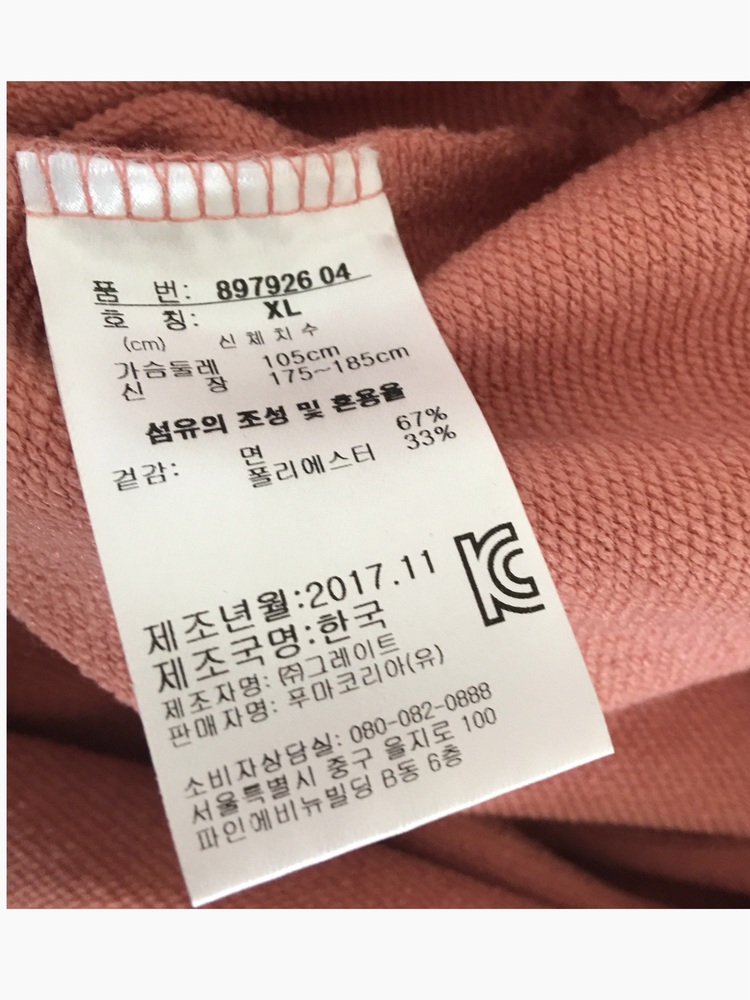 품 번: 897926 04
호 칭: XL
(cm) 신체치수
가슴둘레 105cm
신 장 175~185cm
섬유의 조성 및 혼용율
겉감: 면 67%
폴리에스터 33%
제조년월:2017.11
제조국명:한국
제조자명: ㈜그레이트
판매자명: 푸마코리아(유)
소비자상담실: 080-082-0888
서울특별시 중구 을지로 100
파인에비뉴빌딩 B동 6층